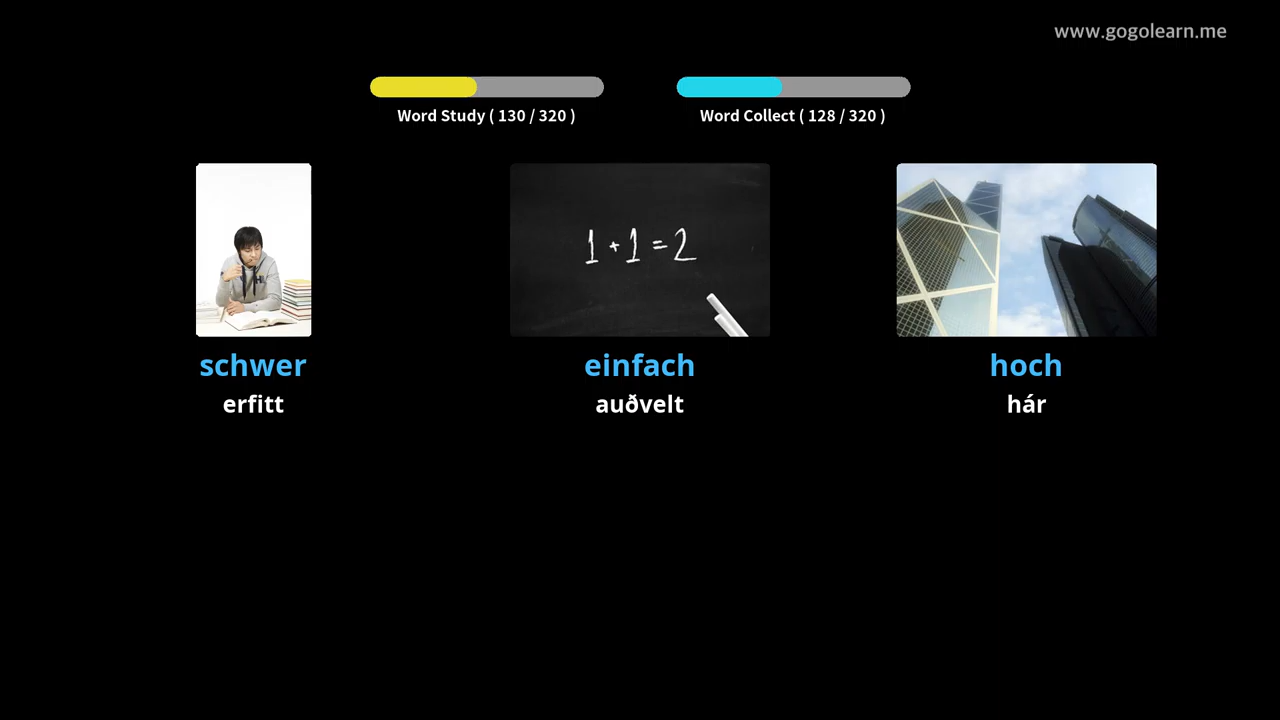 www.gogolearn.me
Word Study ( 130 / 320 )
Word Collect ( 128 / 320 )
1 + 1 = 2
schwer
einfach
hoch
erfitt
auðvelt
hár